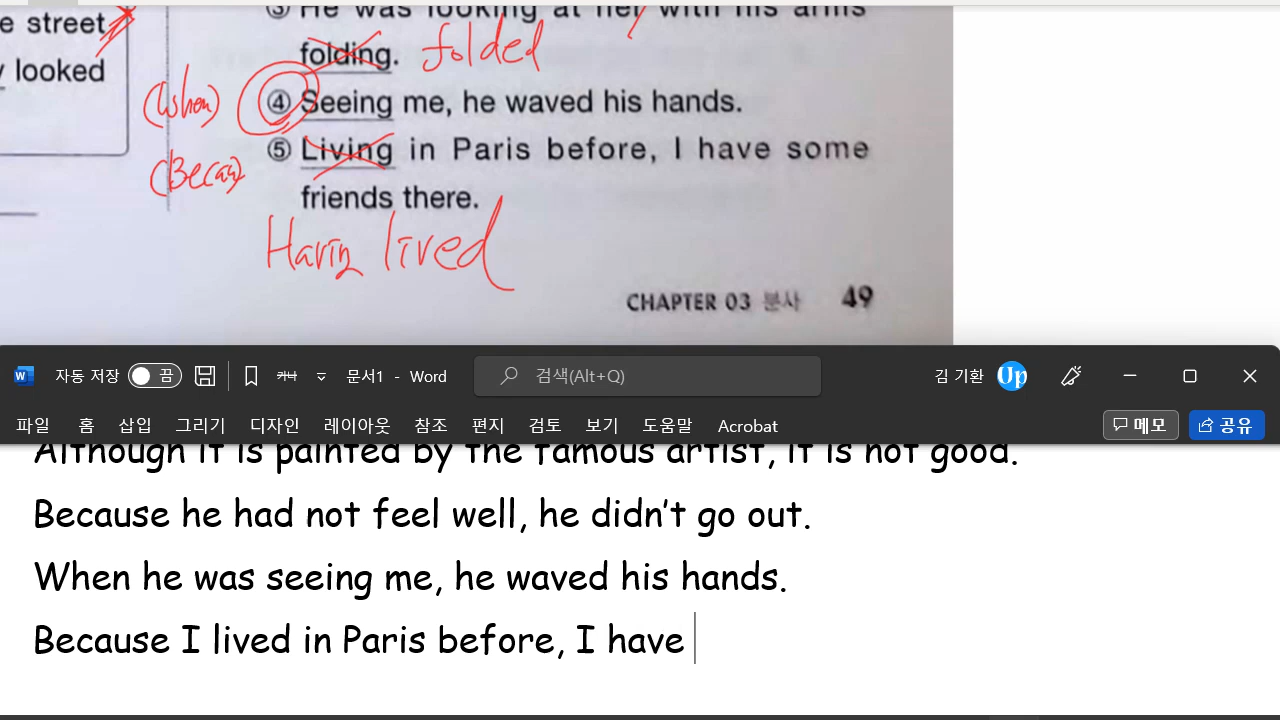 e street
looked
③ He was looking at her with his arms
folding. folded
(When) ④ Seeing me, he waved his hands.
(Becau) ⑤ Living in Paris before, I have some
friends there.
Having lived
CHAPTER 03 분사 49
자동 저장 끔 가나 문서1 - Word 검색(Alt+Q) 김 기환 Up
파일 홈 삽입 그리기 디자인 레이아웃 참조 편지 검토 보기 도움말 Acrobat 메모 공유
Although it is painted by the famous artist, it is not good.
Because he had not feel well, he didn't go out.
When he was seeing me, he waved his hands.
Because I lived in Paris before, I have